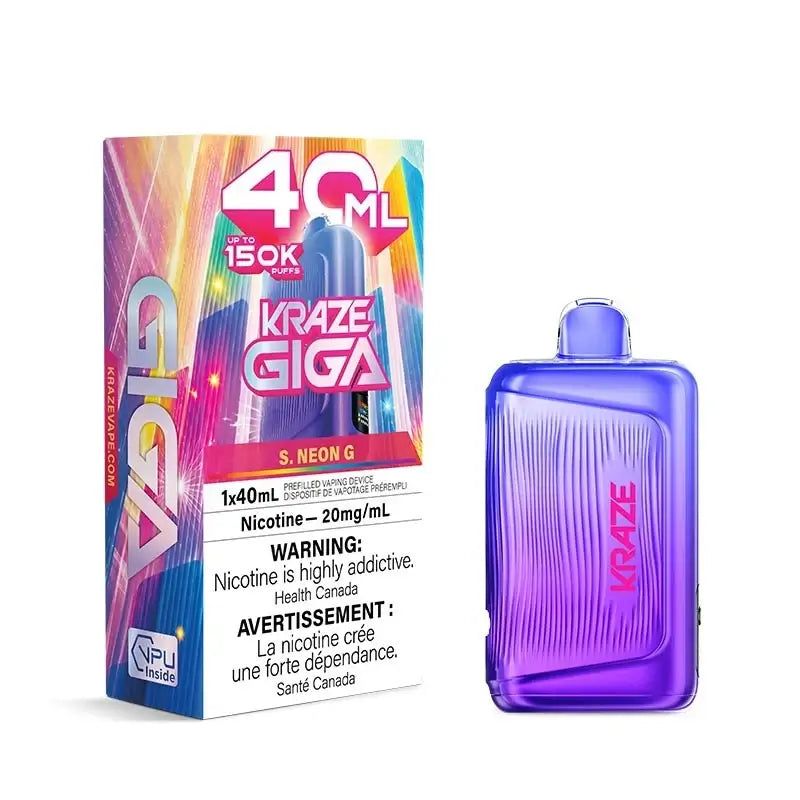 40ML
UP TO
150K
PUFFS
KRAZE
GIGA
S. NEON G
1x40mL PREFILLED VAPING DEVICE
DISPOSITIF DE VAPOTAGE PRÉREMPLI
Nicotine— 20mg/mL
WARNING:
Nicotine is highly addictive.
Health Canada
AVERTISSEMENT :
La nicotine crée
une forte dépendance.
Santé Canada
GIGA
KRAZEVAPE.COM
VPU
Inside
KRAZE